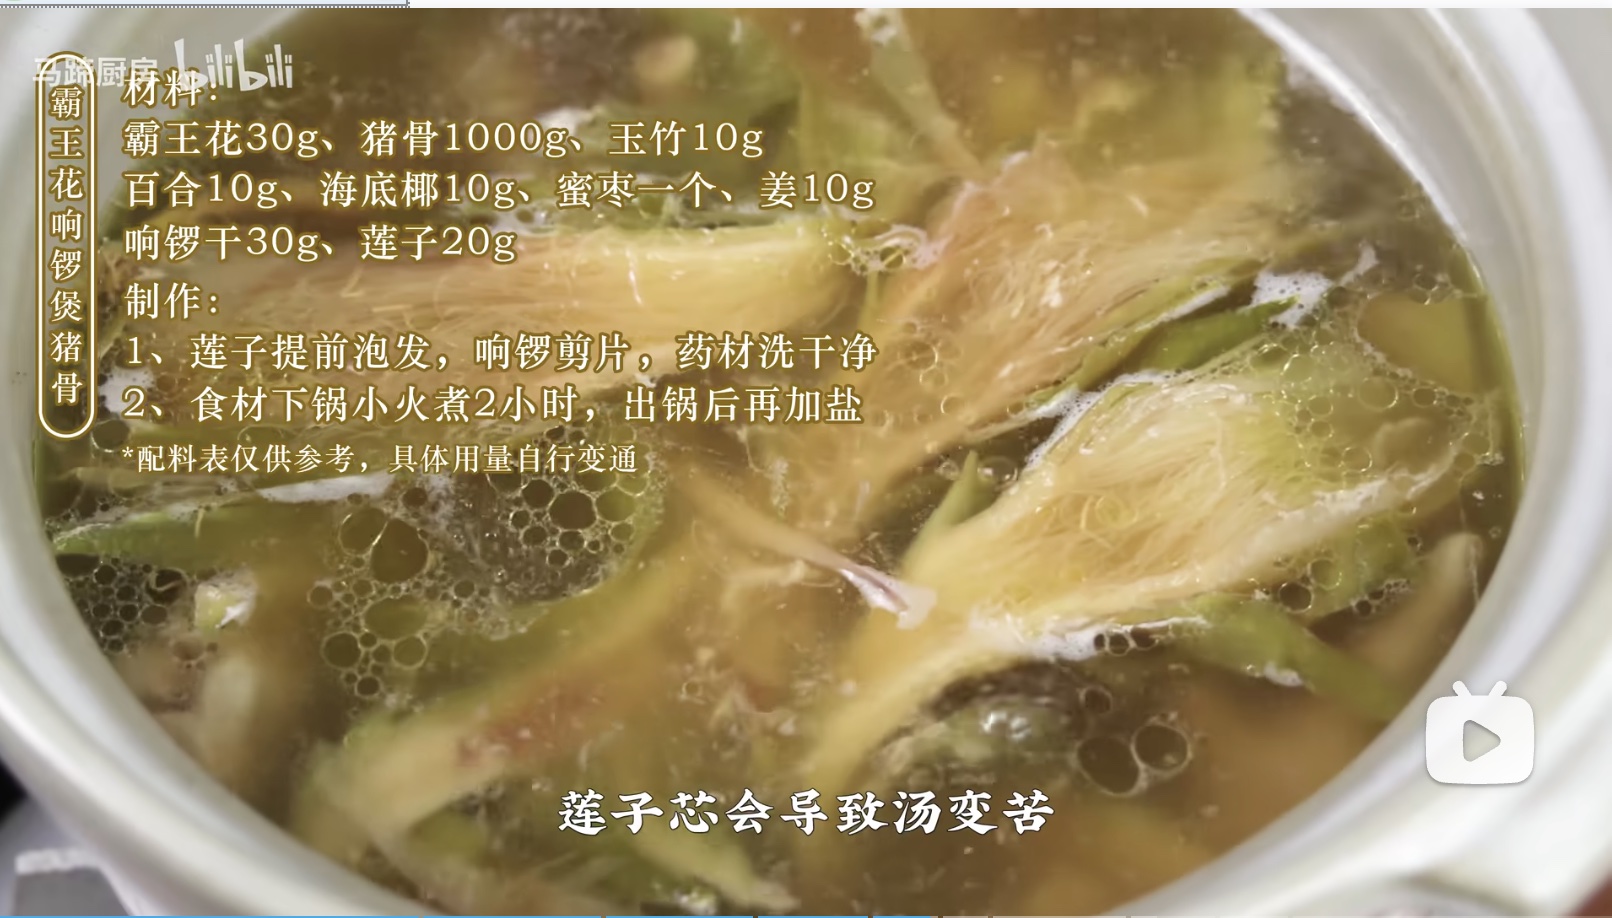 马蹄厨房 bilibili
霸王花响锣煲猪骨
材料:
霸王花30g、猪骨1000g、玉竹10g
百合10g、海底椰10g、蜜枣一个、姜10g
响锣干30g、莲子20g
制作:
1、莲子提前泡发，响锣剪片，药材洗干净
2、食材下锅小火煮2小时，出锅后再加盐
*配料表仅供参考，具体用量自行变通
莲子芯会导致汤变苦